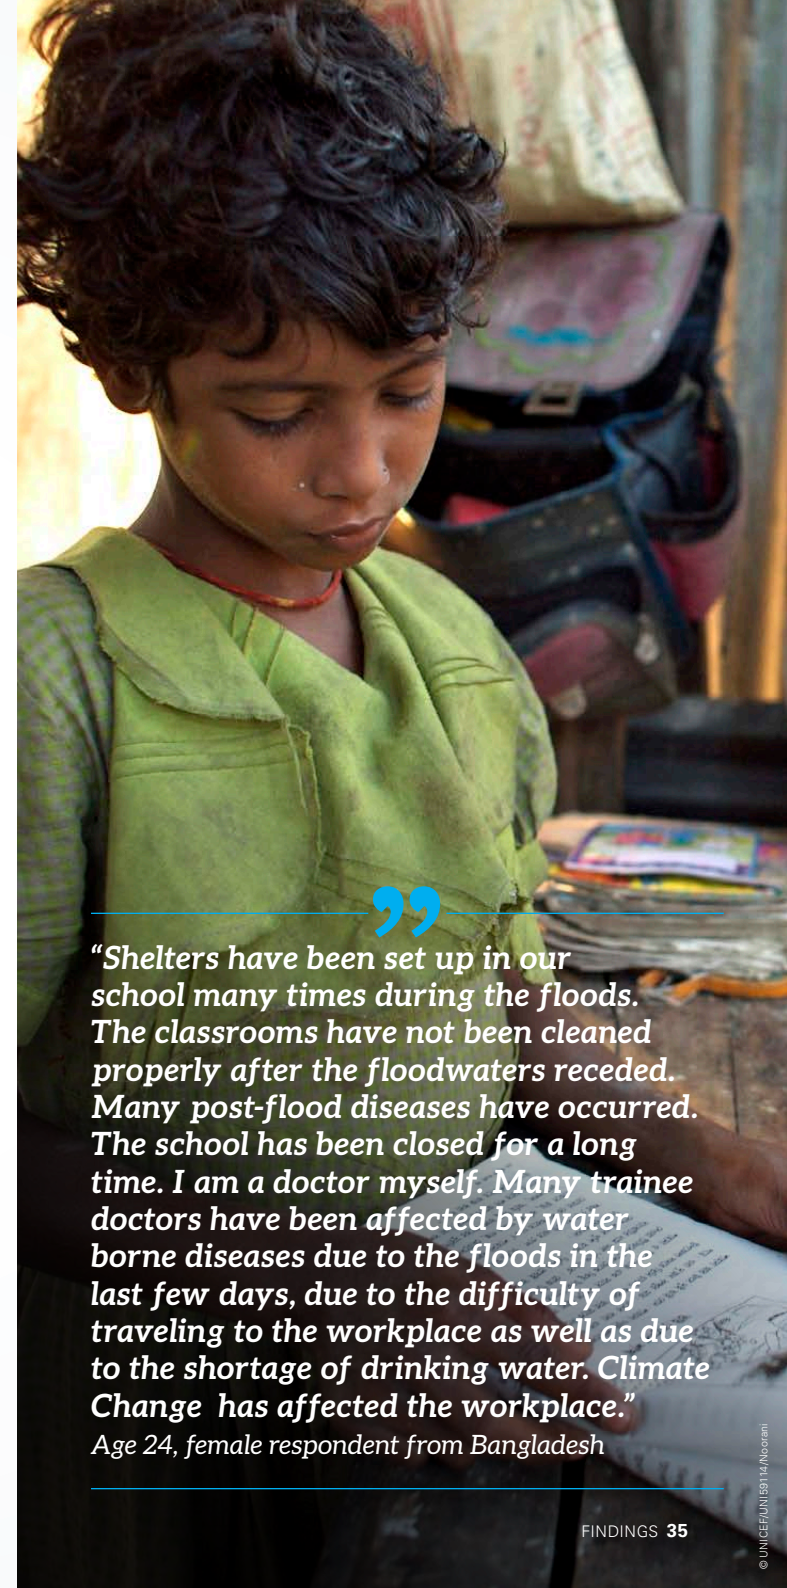 ”
“Shelters have been set up in our
school many times during the floods.
The classrooms have not been cleaned
properly after the floodwaters receded.
Many post-flood diseases have occurred.
The school has been closed for a long
time. I am a doctor myself. Many trainee
doctors have been affected by water
borne diseases due to the floods in the
last few days, due to the difficulty of
traveling to the workplace as well as due
to the shortage of drinking water. Climate
Change  has affected the workplace.”
Age 24, female respondent from Bangladesh
FINDINGS 35
© UNICEF/UNI59114/Noorani